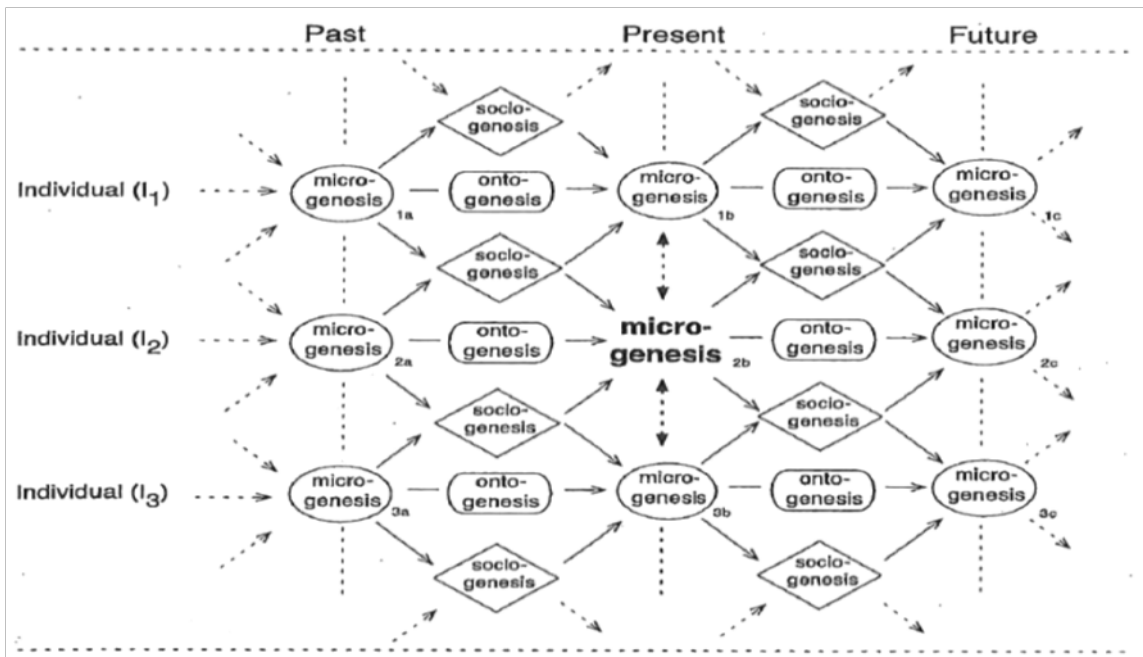 Past Present Future
socio-
genesis
socio-
genesis
Individual (I1)
micro-
genesis
1a
onto-
genesis
micro-
genesis
1b
onto-
genesis
micro-
genesis
1c
socio-
genesis
socio-
genesis
Individual (I2)
micro-
genesis
2a
onto-
genesis
micro-
genesis
2b
onto-
genesis
micro-
genesis
2c
socio-
genesis
socio-
genesis
Individual (I3)
micro-
genesis
3a
onto-
genesis
micro-
genesis
3b
onto-
genesis
micro-
genesis
3c
socio-
genesis
socio-
genesis